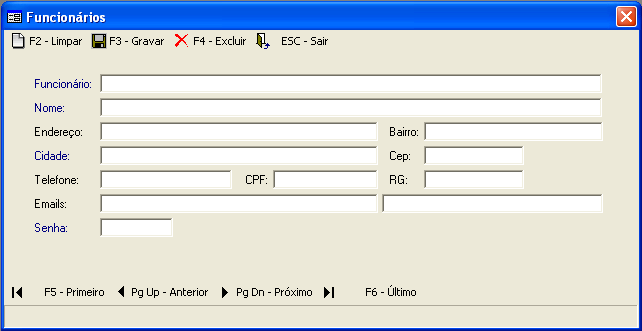 Funcionários
F2 - Limpar F3 - Gravar F4 - Excluir ESC - Sair
Funcionário:
Nome:
Endereço: Bairro:
Cidade: Cep:
Telefone: CPF: RG:
Emails:
Senha:
F5 - Primeiro Pg Up - Anterior Pg Dn - Próximo F6 - Último